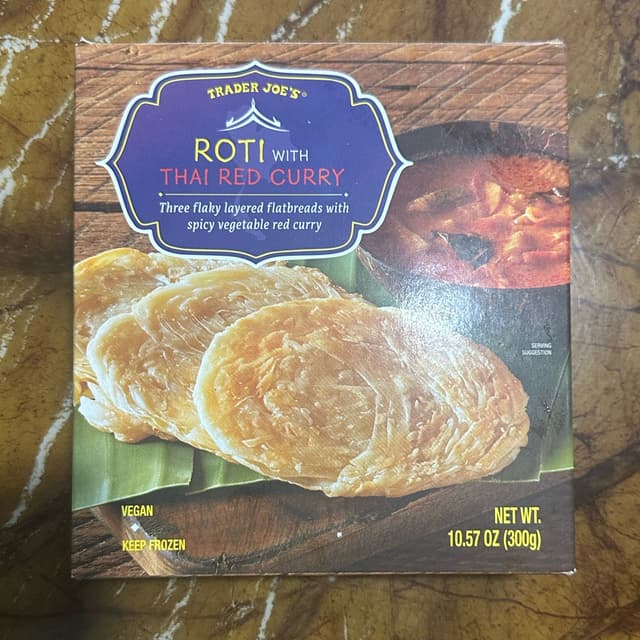 TRADER JOE'S®
ROTI WITH
THAI RED CURRY
Three flaky layered flatbreads with
spicy vegetable red curry
SERVING
SUGGESTION
VEGAN
KEEP FROZEN
NET WT.
10.57 OZ (300g)